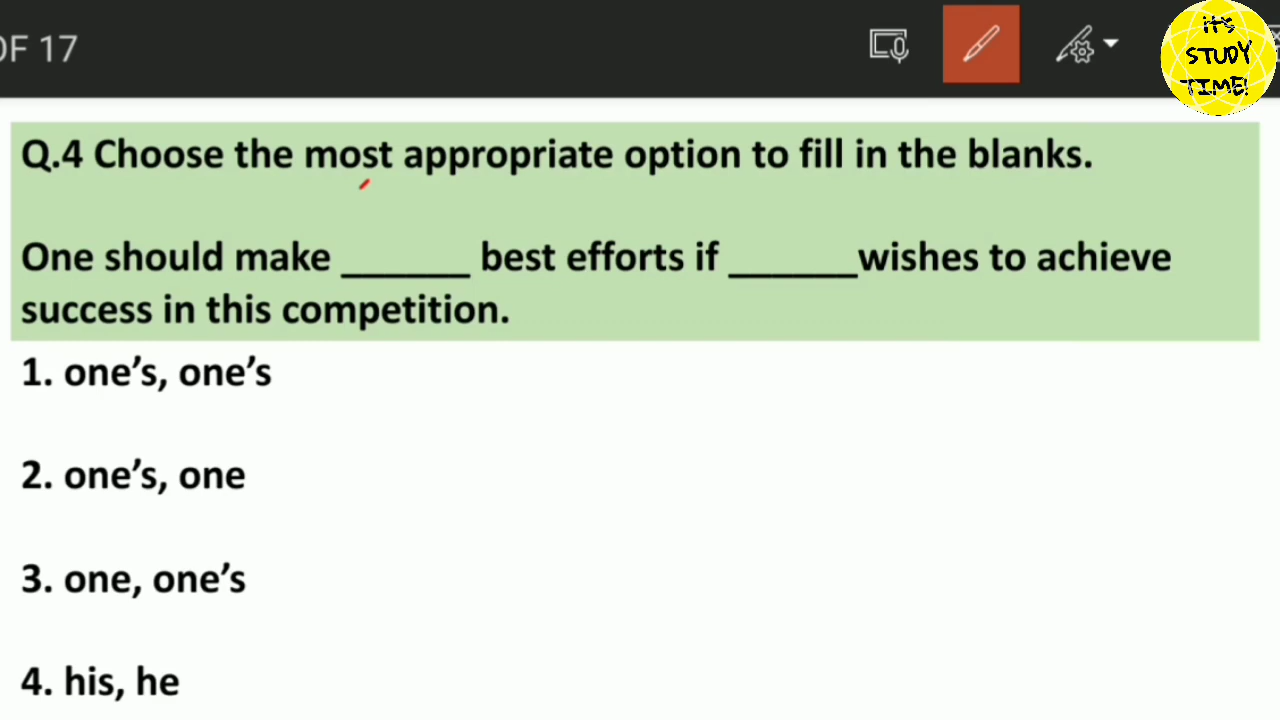 OF 17
iT'S
STUDY
TIME!
Q.4 Choose the most appropriate option to fill in the blanks.
One should make ______ best efforts if ______wishes to achieve
success in this competition.
1. one’s, one’s
2. one’s, one
3. one, one’s
4. his, he